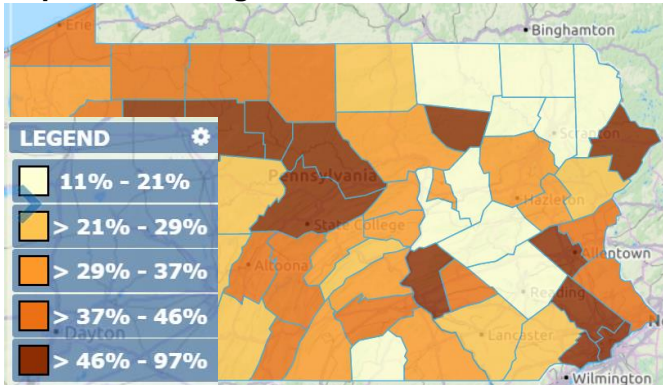 Erie
Binghamton
LEGEND
Scranton
11% - 21%
Pennsylvania
> 21% - 29%
State College
Hazleton
> 29% - 37%
Altoona
Allentown
> 37% - 46%
Reading
Dayton
Lancaster
> 46% - 97%
Wilmington